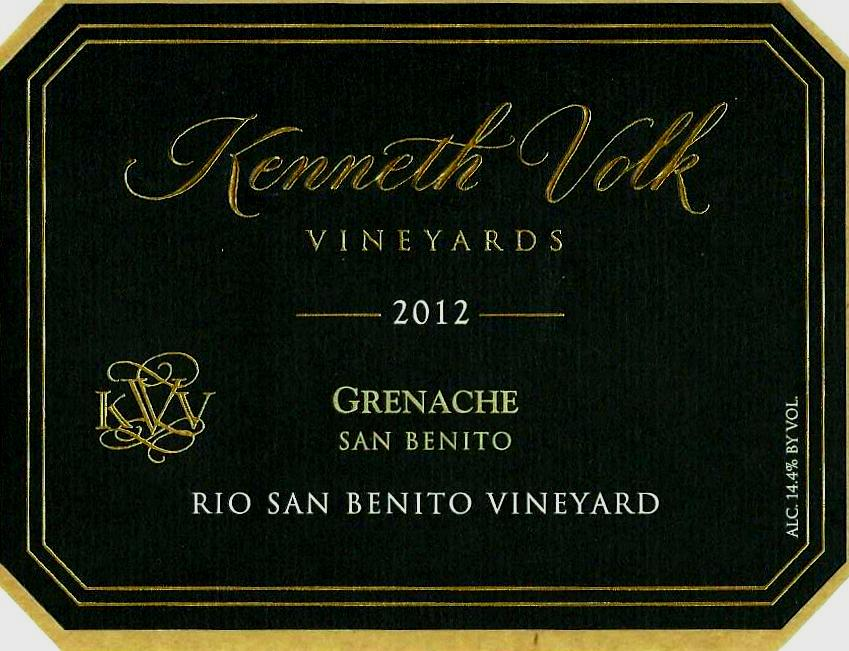 Kenneth Volk
VINEYARDS
2012
KVV
GRENACHE
SAN BENITO
RIO SAN BENITO VINEYARD
ALC. 14.4% BY VOL.